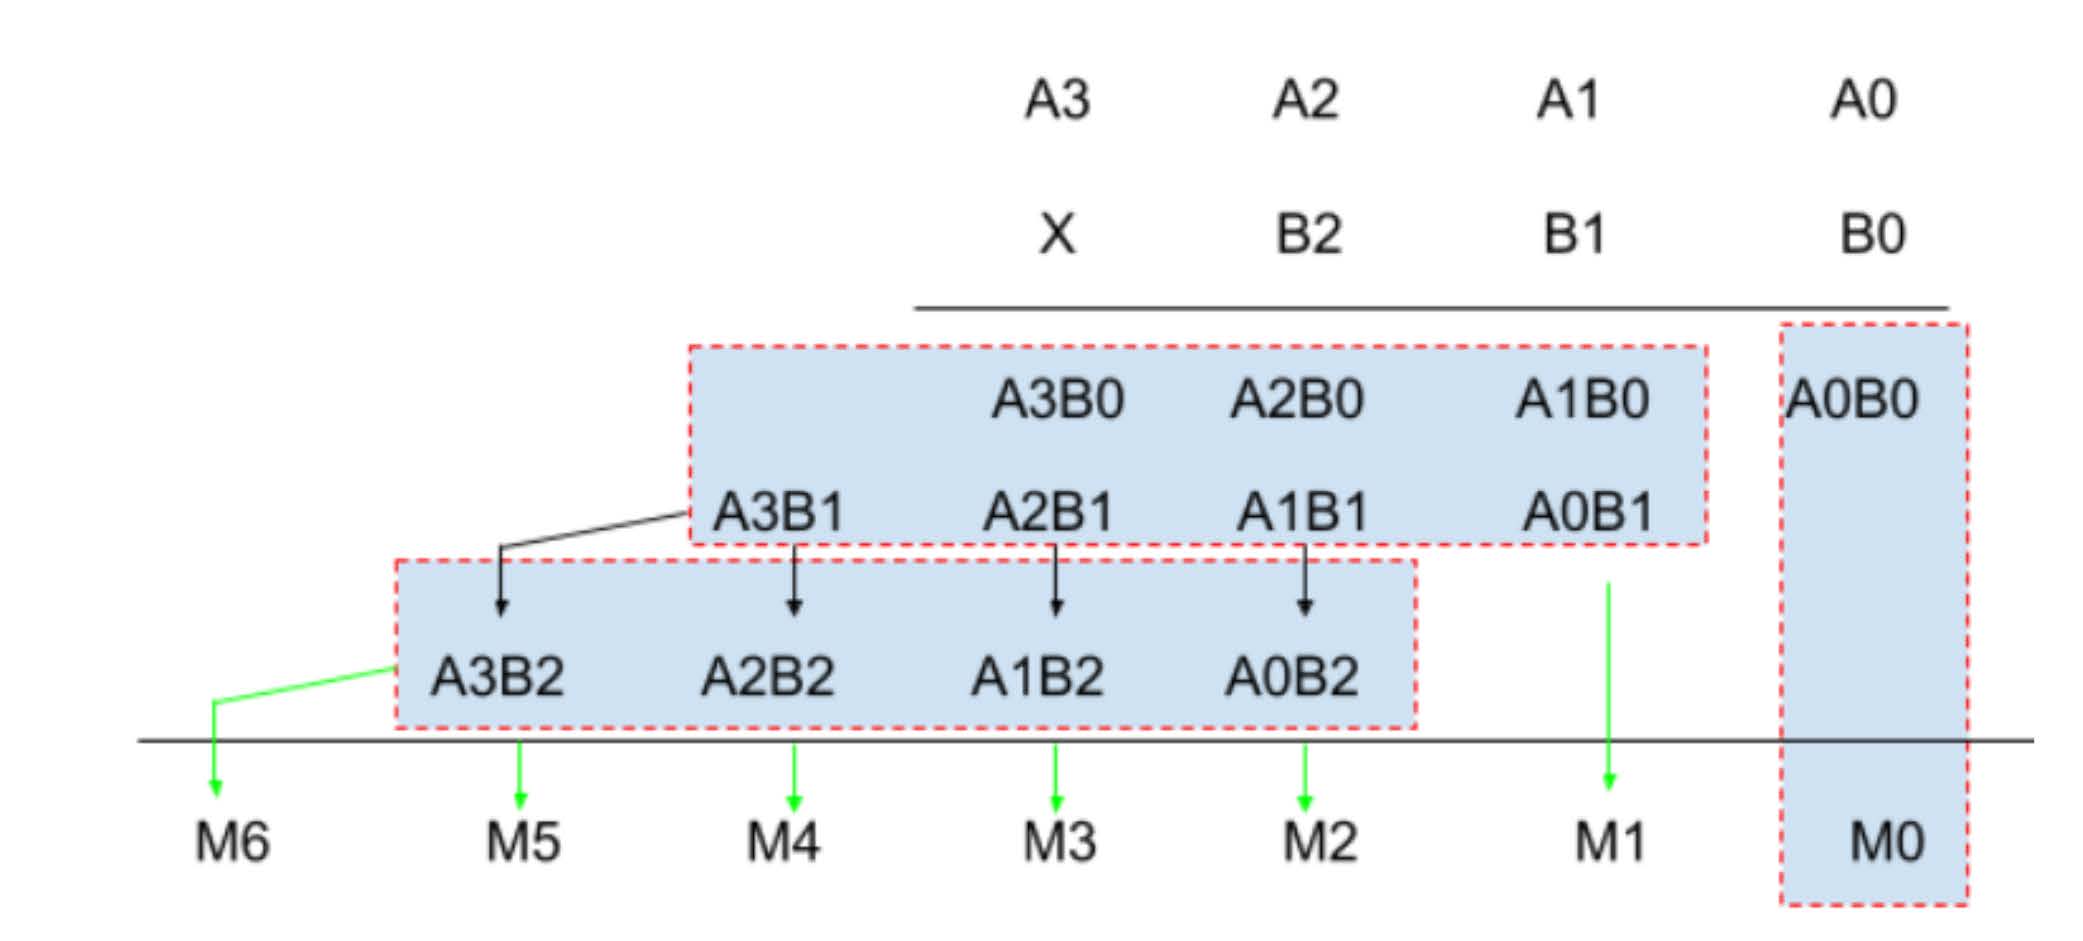 A3 A2 A1 A0
X B2 B1 B0
A3B0 A2B0 A1B0 A0B0
A3B1 A2B1 A1B1 A0B1
A3B2 A2B2 A1B2 A0B2
M6 M5 M4 M3 M2 M1 M0